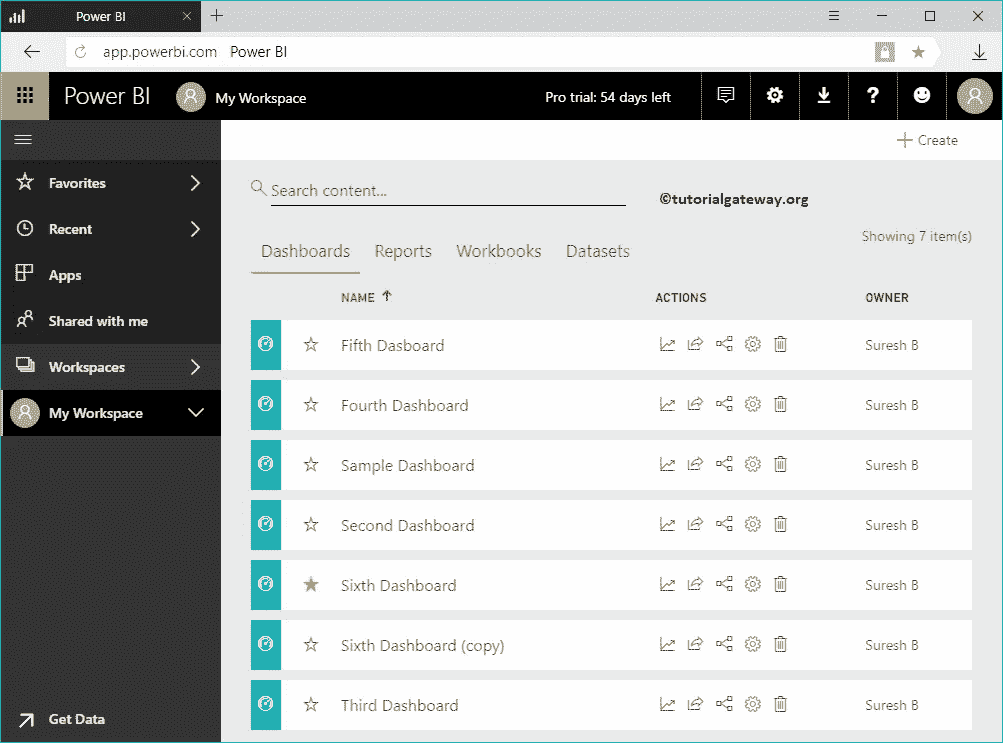 Power BI
app.powerbi.com Power BI
Power BI My Workspace Pro trial: 54 days left ?
Create
Favorites
Recent
Apps
Shared with me
Workspaces
My Workspace
Get Data
Search content...
©tutorialgateway.org
Showing 7 item(s)
Dashboards Reports Workbooks Datasets
NAME ACTIONS OWNER
Fifth Dasboard Suresh B
Fourth Dashboard Suresh B
Sample Dashboard Suresh B
Second Dashboard Suresh B
Sixth Dashboard Suresh B
Sixth Dashboard (copy) Suresh B
Third Dashboard Suresh B